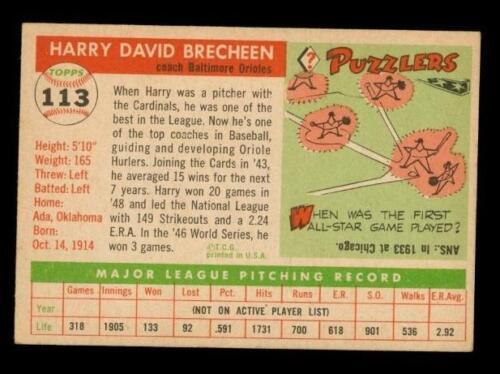 HARRY DAVID BRECHEEN
coach Baltimore Orioles
TOPPS
113
Height: 5'10"
Weight: 165
Threw: Left
Batted: Left
Home:
Ada, Oklahoma
Born:
Oct. 14, 1914
When Harry was a pitcher with
the Cardinals, he was one of
the best in the League. Now he's one
of the top coaches in Baseball,
guiding and developing Oriole
Hurlers. Joining the Cards in '43,
he averaged 15 wins for the next
7 years. Harry won 20 games in
'48 and led the National League
with 149 Strikeouts and a 2.24
E.R.A. In the '46 World Series, he
won 3 games.
©T.C.G.
printed in U.S.A.
?
PUZZLERS
WHEN WAS THE FIRST
ALL-STAR GAME PLAYED?
ANS.: In 1933 at Chicago.
MAJOR LEAGUE PITCHING RECORD
Games Innings Won Lost Pct. Hits Runs E.R. S.O. Walks E.R.Avg.
Year (NOT ON ACTIVE PLAYER LIST)
Life 318 1905 133 92 .591 1731 700 618 901 536 2.92